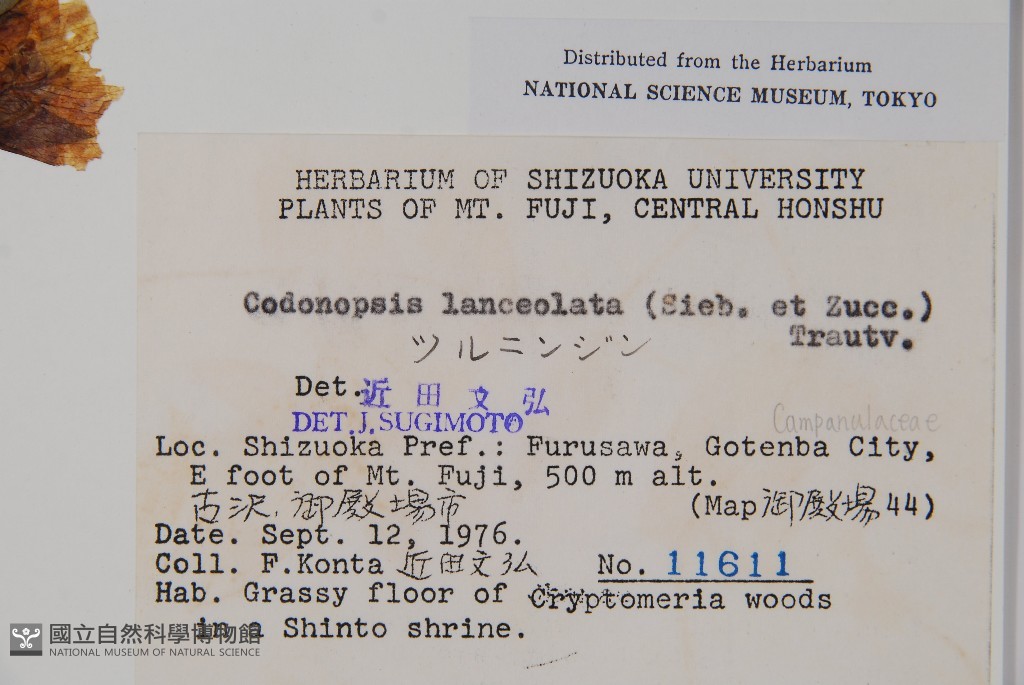 Distributed from the Herbarium
NATIONAL SCIENCE MUSEUM, TOKYO
HERBARIUM OF SHIZUOKA UNIVERSITY
PLANTS OF MT. FUJI, CENTRAL HONSHU
Codonopsis lanceolata (Sieb. et Zucc.)
Trautv.
ツルニンジン
Det. 近田文弘
DET. J. SUGIMOTO
Campanulaceae
Loc. Shizuoka Pref.: Furusawa, Gotenba City,
E foot of Mt. Fuji, 500 m alt.
古沢, 御殿場市 (Map 御殿場 44)
Date. Sept. 12, 1976.
Coll. F.Konta 近田文弘 No. 11611
Hab. Grassy floor of Cryptomeria woods
in a Shinto shrine.
國立自然科學博物館
NATIONAL MUSEUM OF NATURAL SCIENCE